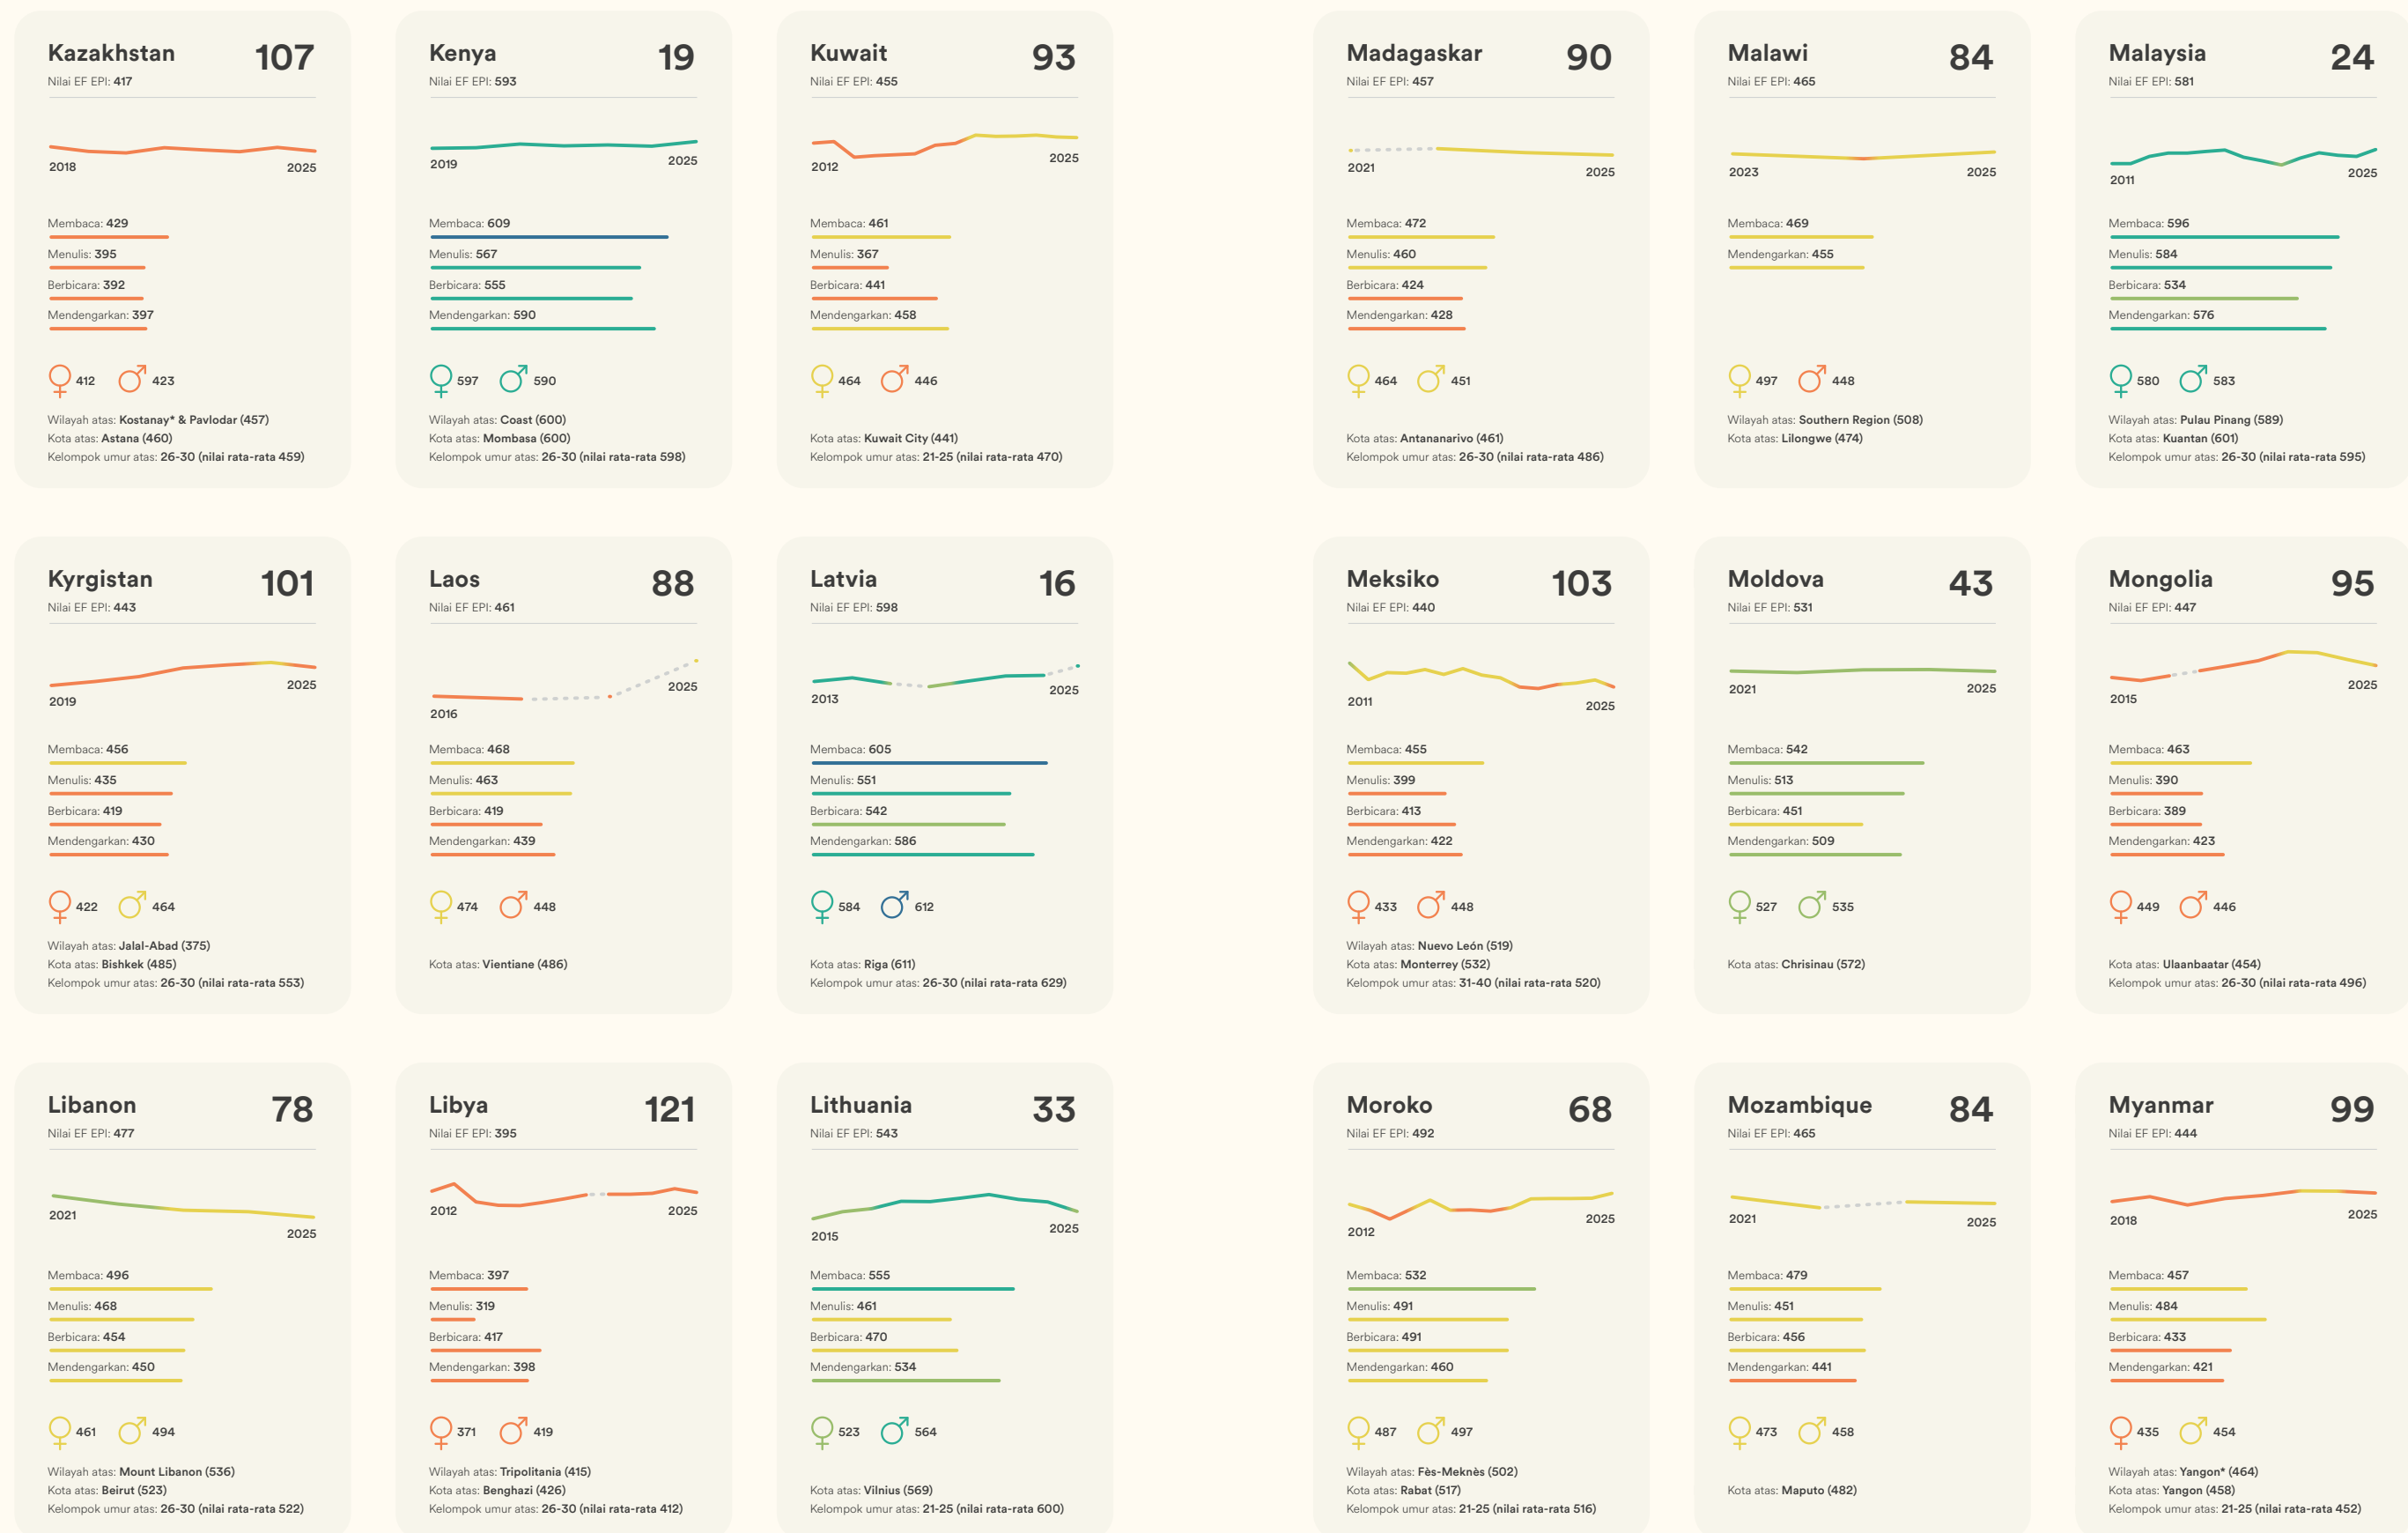 Kazakhstan 107
Nilai EF EPI: 417
2018 2025
Membaca: 429
Menulis: 395
Berbicara: 392
Mendengarkan: 397
412 423
Wilayah atas: Kostanay* & Pavlodar (457)
Kota atas: Astana (460)
Kelompok umur atas: 26-30 (nilai rata-rata 459)
Kenya 19
Nilai EF EPI: 593
2019 2025
Membaca: 609
Menulis: 567
Berbicara: 555
Mendengarkan: 590
597 590
Wilayah atas: Coast (600)
Kota atas: Mombasa (600)
Kelompok umur atas: 26-30 (nilai rata-rata 598)
Kuwait 93
Nilai EF EPI: 455
2012 2025
Membaca: 461
Menulis: 367
Berbicara: 441
Mendengarkan: 458
464 446
Kota atas: Kuwait City (441)
Kelompok umur atas: 21-25 (nilai rata-rata 470)
Madagaskar 90
Nilai EF EPI: 457
2021 2025
Membaca: 472
Menulis: 460
Berbicara: 424
Mendengarkan: 428
464 451
Kota atas: Antananarivo (461)
Kelompok umur atas: 26-30 (nilai rata-rata 486)
Malawi 84
Nilai EF EPI: 465
2023 2025
Membaca: 469
Mendengarkan: 455
497 448
Wilayah atas: Southern Region (508)
Kota atas: Lilongwe (474)
Malaysia 24
Nilai EF EPI: 581
2011 2025
Membaca: 596
Menulis: 584
Berbicara: 534
Mendengarkan: 576
580 583
Wilayah atas: Pulau Pinang (589)
Kota atas: Kuantan (601)
Kelompok umur atas: 26-30 (nilai rata-rata 595)
Kyrgistan 101
Nilai EF EPI: 443
2019 2025
Membaca: 456
Menulis: 435
Berbicara: 419
Mendengarkan: 430
422 464
Wilayah atas: Jalal-Abad (375)
Kota atas: Bishkek (485)
Kelompok umur atas: 26-30 (nilai rata-rata 553)
Laos 88
Nilai EF EPI: 461
2016 2025
Membaca: 468
Menulis: 463
Berbicara: 419
Mendengarkan: 439
474 448
Kota atas: Vientiane (486)
Latvia 16
Nilai EF EPI: 598
2013 2025
Membaca: 605
Menulis: 551
Berbicara: 542
Mendengarkan: 586
584 612
Kota atas: Riga (611)
Kelompok umur atas: 26-30 (nilai rata-rata 629)
Meksiko 103
Nilai EF EPI: 440
2011 2025
Membaca: 455
Menulis: 399
Berbicara: 413
Mendengarkan: 422
433 448
Wilayah atas: Nuevo León (519)
Kota atas: Monterrey (532)
Kelompok umur atas: 31-40 (nilai rata-rata 520)
Moldova 43
Nilai EF EPI: 531
2021 2025
Membaca: 542
Menulis: 513
Berbicara: 451
Mendengarkan: 509
527 535
Kota atas: Chrisinau (572)
Mongolia 95
Nilai EF EPI: 447
2015 2025
Membaca: 463
Menulis: 390
Berbicara: 389
Mendengarkan: 423
449 446
Kota atas: Ulaanbaatar (454)
Kelompok umur atas: 26-30 (nilai rata-rata 496)
Libanon 78
Nilai EF EPI: 477
2021 2025
Membaca: 496
Menulis: 468
Berbicara: 454
Mendengarkan: 450
461 494
Wilayah atas: Mount Libanon (536)
Kota atas: Beirut (523)
Kelompok umur atas: 26-30 (nilai rata-rata 522)
Libya 121
Nilai EF EPI: 395
2012 2025
Membaca: 397
Menulis: 319
Berbicara: 417
Mendengarkan: 398
371 419
Wilayah atas: Tripolitania (415)
Kota atas: Benghazi (426)
Kelompok umur atas: 26-30 (nilai rata-rata 412)
Lithuania 33
Nilai EF EPI: 543
2015 2025
Membaca: 555
Menulis: 461
Berbicara: 470
Mendengarkan: 534
523 564
Kota atas: Vilnius (569)
Kelompok umur atas: 21-25 (nilai rata-rata 600)
Moroko 68
Nilai EF EPI: 492
2012 2025
Membaca: 532
Menulis: 491
Berbicara: 491
Mendengarkan: 460
487 497
Wilayah atas: Fès-Meknès (502)
Kota atas: Rabat (517)
Kelompok umur atas: 21-25 (nilai rata-rata 516)
Mozambique 84
Nilai EF EPI: 465
2021 2025
Membaca: 479
Menulis: 451
Berbicara: 456
Mendengarkan: 441
473 458
Kota atas: Maputo (482)
Myanmar 99
Nilai EF EPI: 444
2018 2025
Membaca: 457
Menulis: 484
Berbicara: 433
Mendengarkan: 421
435 454
Wilayah atas: Yangon* (464)
Kota atas: Yangon (458)
Kelompok umur atas: 21-25 (nilai rata-rata 452)